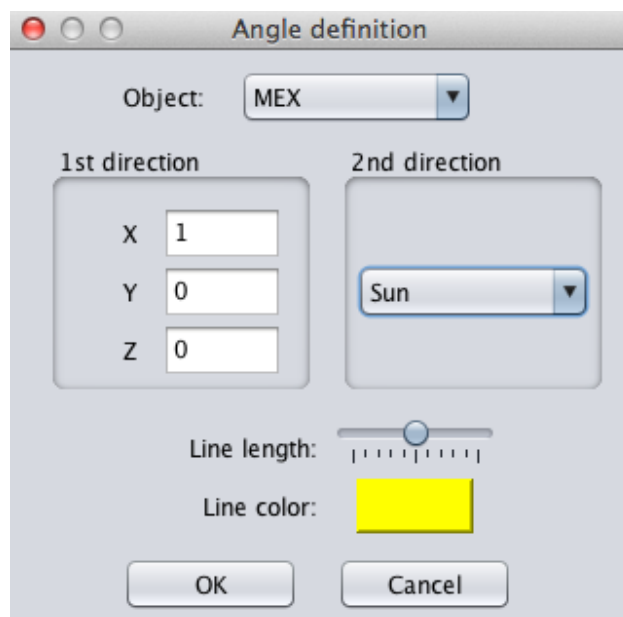 Angle definition
Object: MEX
1st direction
2nd direction
X 1
Y 0
Z 0
Sun
Line length:
Line color:
OK Cancel